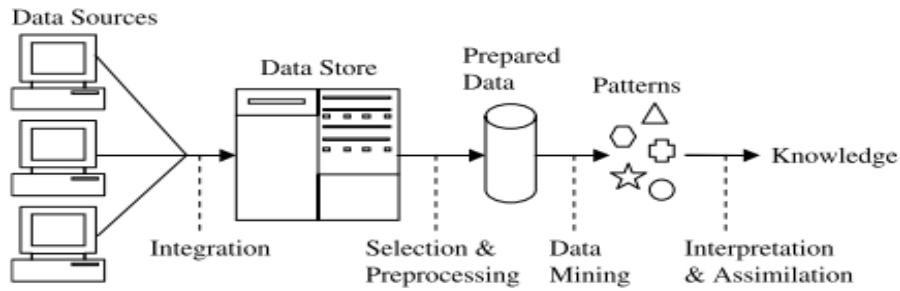 Data Sources
Data Store
Prepared
Data
Patterns
Knowledge
Integration
Selection &
Preprocessing
Data
Mining
Interpretation
& Assimilation